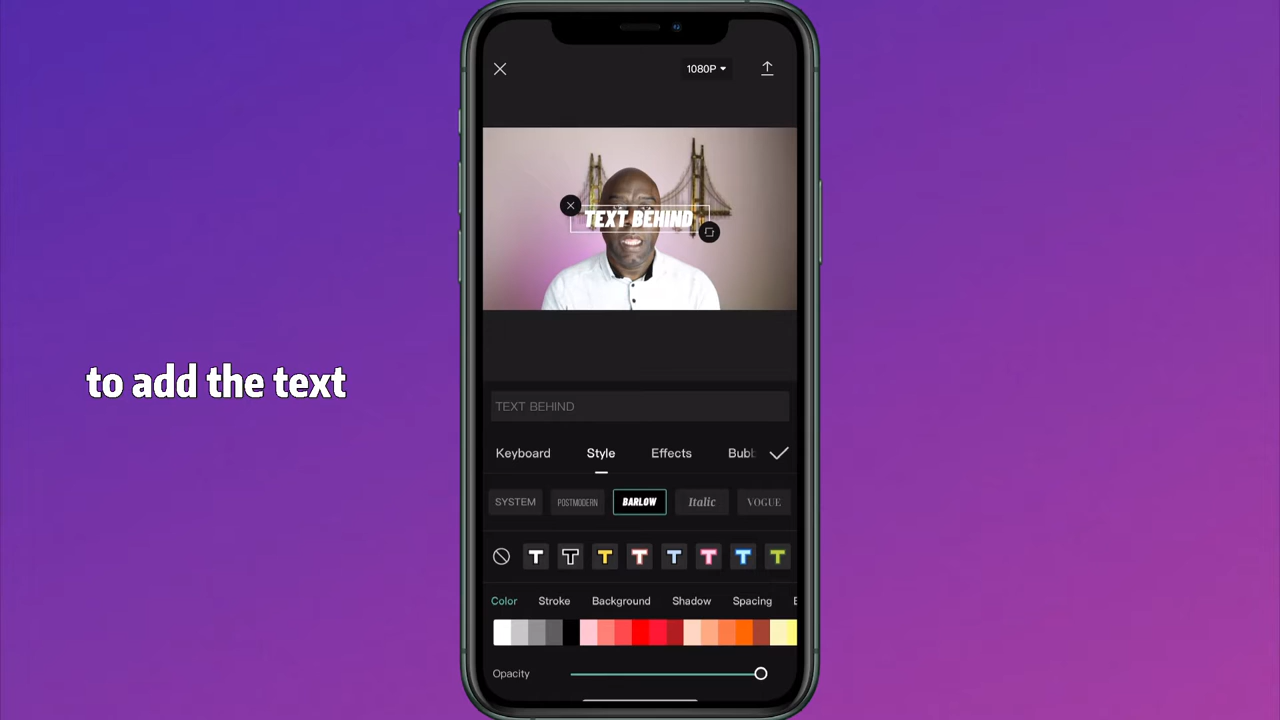 1080P
TEXT BEHIND
to add the text
TEXT BEHIND
Keyboard Style Effects Bubb
SYSTEM POSTMODERN BARLOW Italic VOGUE
T T T T T T T T
Color Stroke Background Shadow Spacing
Opacity